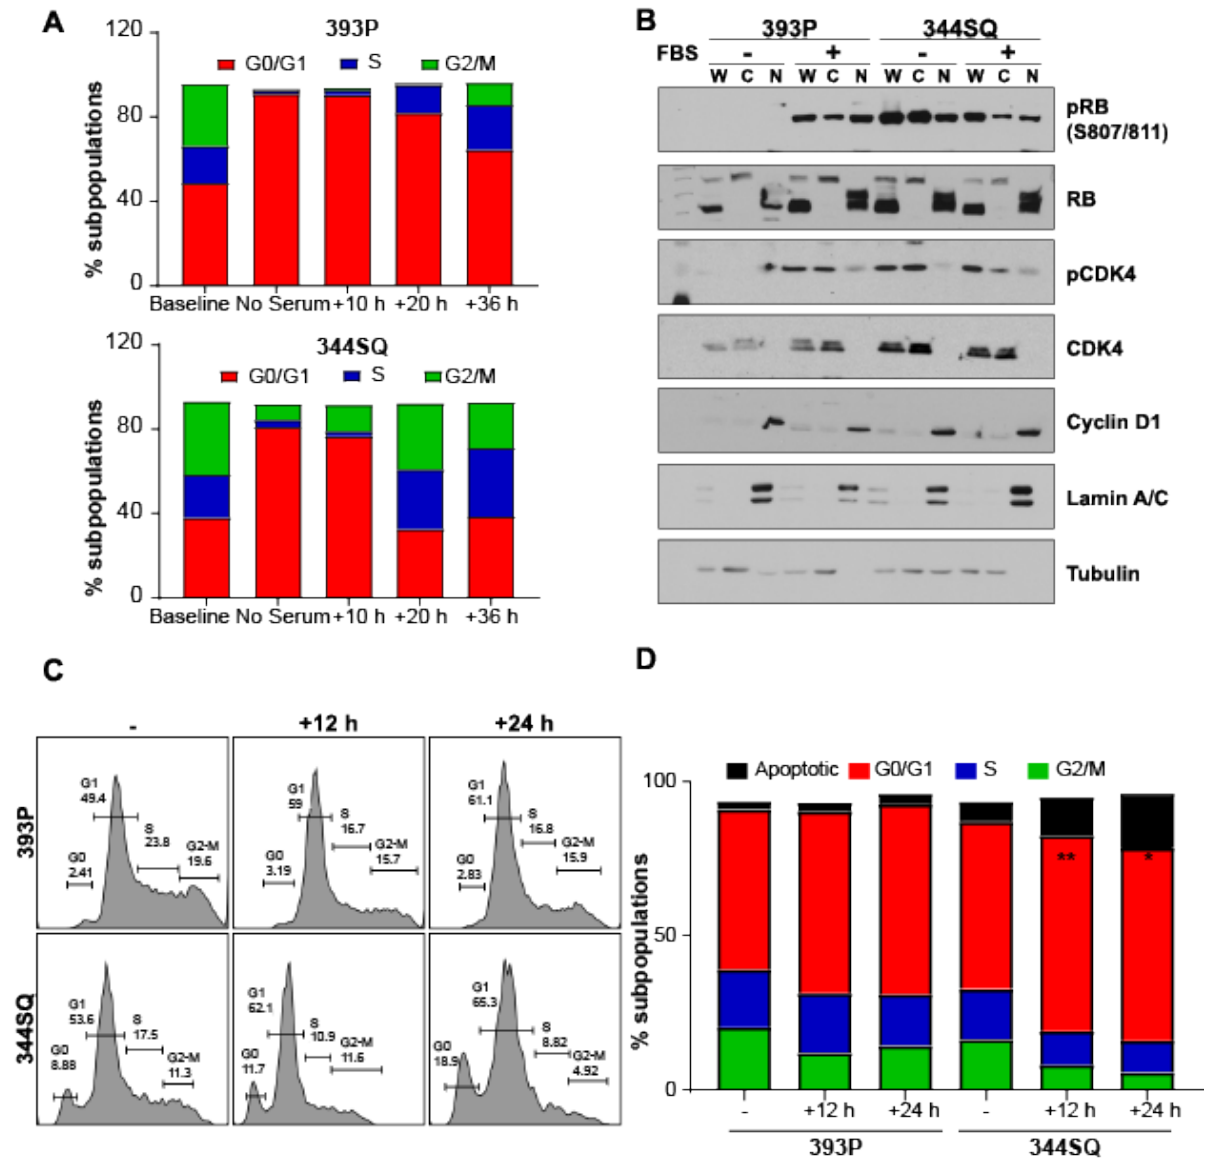 A
393P
120
80
40
0
% subpopulations
G0/G1 S G2/M
Baseline No Serum +10 h +20 h +36 h
344SQ
120
80
40
0
% subpopulations
G0/G1 S G2/M
Baseline No Serum +10 h +20 h +36 h
B
393P 344SQ
FBS - + - +
W C N W C N W C N W C N
pRB
(S807/811)
RB
pCDK4
CDK4
Cyclin D1
Lamin A/C
Tubulin
C
- +12 h +24 h
393P
G0
2.41
G1
49.4
S
23.8
G2-M
19.6
G0
3.19
G1
59
S
16.7
G2-M
15.7
G0
2.83
G1
61.1
S
16.8
G2-M
15.9
344SQ
G0
8.88
G1
53.6
S
17.5
G2-M
11.3
G0
11.7
G1
62.1
S
10.9
G2-M
11.6
G0
18.9
G1
65.3
S
8.82
G2-M
4.92
D
Apoptotic G0/G1 S G2/M
100
50
0
% subpopulations
** *
- +12 h +24 h - +12 h +24 h
393P 344SQ